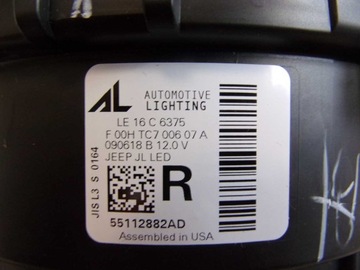 AL AUTOMOTIVE
LIGHTING
LE 16 C 6375
F 00H TC7 006 07 A
090618 B 12.0 V
JEEP JL LED
R
55112882AD
Assembled in USA
JIS L3 S 0164